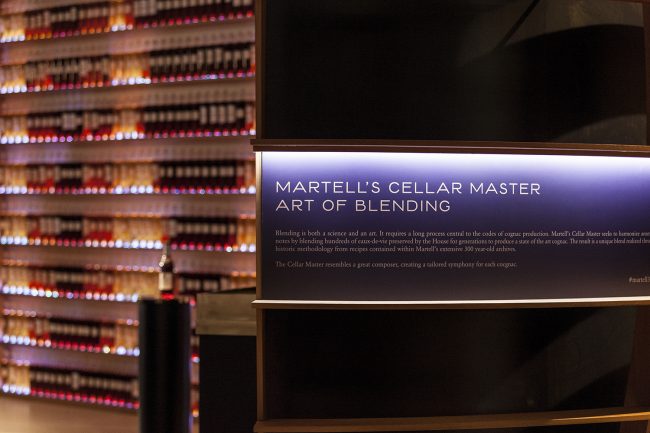 MARTELL'S CELLAR MASTER
ART OF BLENDING
Blending is both a science and an art. It requires a long process central to the codes of cognac production. Martell's Cellar Master seeks to harmonize
notes by blending hundreds of eaux-de-vie preserved by the House for generations to produce a state of the art cognac. The result is a unique blend realized
historic methodology from recipes contained within Martell's extensive 300 year-old archives.
The Cellar Master resembles a great composer, creating a tailored symphony for each cognac.